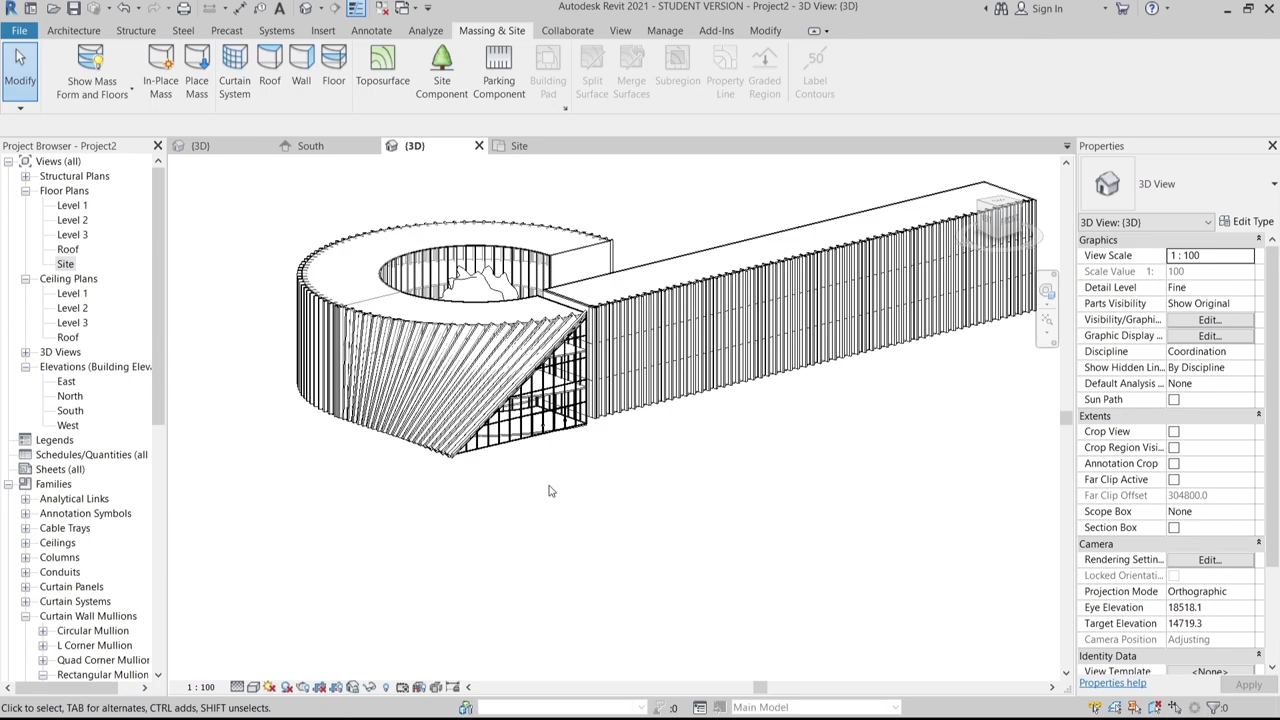 Autodesk Revit 2021 - STUDENT VERSION - Project2 - 3D View: {3D}
Sign In
File Architecture Structure Steel Precast Systems Insert Annotate Analyze Massing & Site Collaborate View Manage Add-Ins Modify
Modify
Show Mass Form and Floors
In-Place Mass
Place Mass
Curtain System
Roof
Wall
Floor
Toposurface
Site Component
Parking Component
Building Pad
Split Surface
Merge Surfaces
Subregion
Property Line
Graded Region
Label Contours
Project Browser - Project2
{3D}
South
{3D}
Site
Views (all)
Structural Plans
Floor Plans
Level 1
Level 2
Level 3
Roof
Site
Ceiling Plans
Level 1
Level 2
Level 3
Roof
3D Views
Elevations (Building Elev
East
North
South
West
Legends
Schedules/Quantities (all
Sheets (all)
Families
Analytical Links
Annotation Symbols
Cable Trays
Ceilings
Columns
Conduits
Curtain Panels
Curtain Systems
Curtain Wall Mullions
Circular Mullion
L Corner Mullion
Quad Corner Mullior
Rectangular Mullion
Properties
3D View
3D View: {3D} Edit Type
Graphics
View Scale 1 : 100
Scale Value 1: 100
Detail Level Fine
Parts Visibility Show Original
Visibility/Graphi... Edit...
Graphic Display ... Edit...
Discipline Coordination
Show Hidden Lin... By Discipline
Default Analysis ... None
Sun Path
Extents
Crop View
Crop Region Visi...
Annotation Crop
Far Clip Active
Far Clip Offset 304800.0
Scope Box None
Section Box
Camera
Rendering Settin... Edit...
Locked Orientati...
Projection Mode Orthographic
Eye Elevation 18518.1
Target Elevation 14719.3
Camera Position Adjusting
Identity Data
View Template <None>
Properties help Apply
1 : 100
Click to select, TAB for alternates, CTRL adds, SHIFT unselects.
:0
Main Model
:0